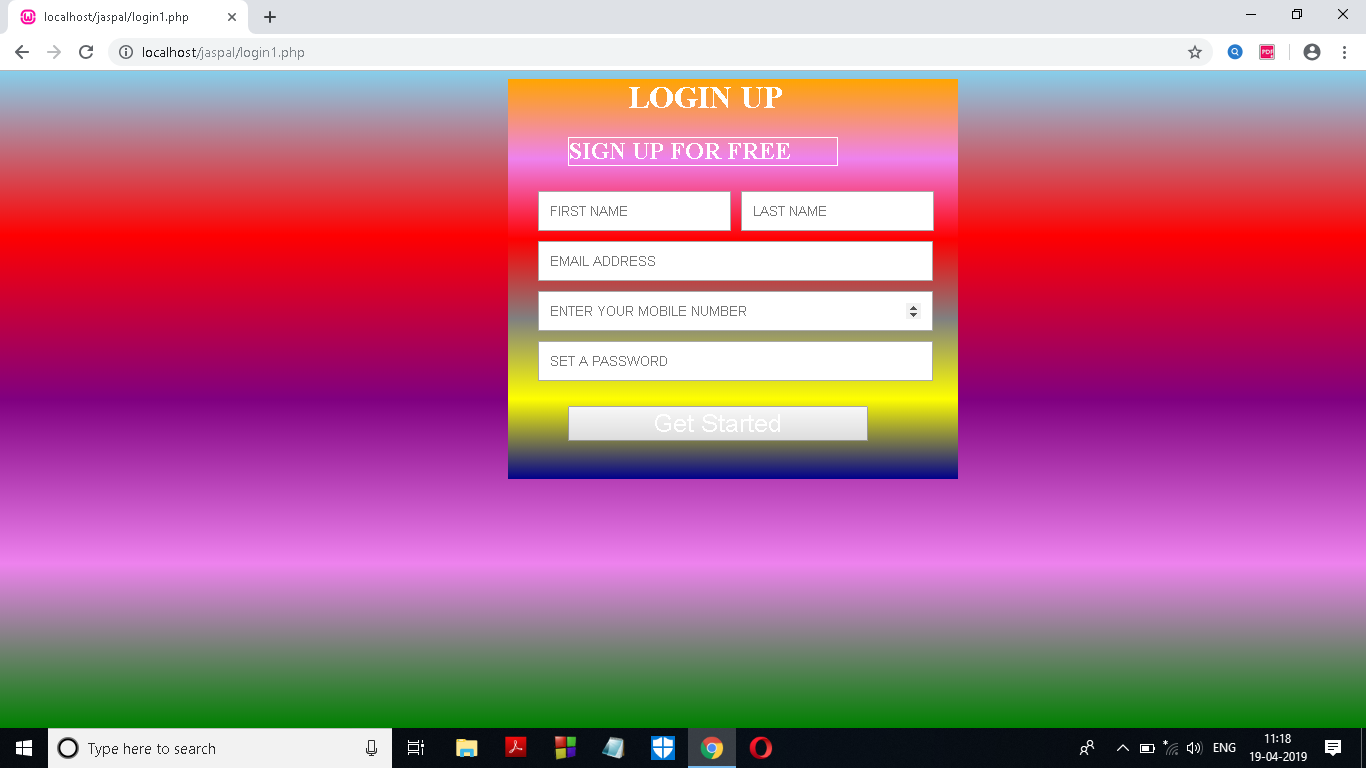 localhost/jaspal/login1.php
localhost/jaspal/login1.php
PDF
LOGIN UP
SIGN UP FOR FREE
FIRST NAME LAST NAME
EMAIL ADDRESS
ENTER YOUR MOBILE NUMBER
SET A PASSWORD
Get Started
Type here to search
ENG
11:18
19-04-2019